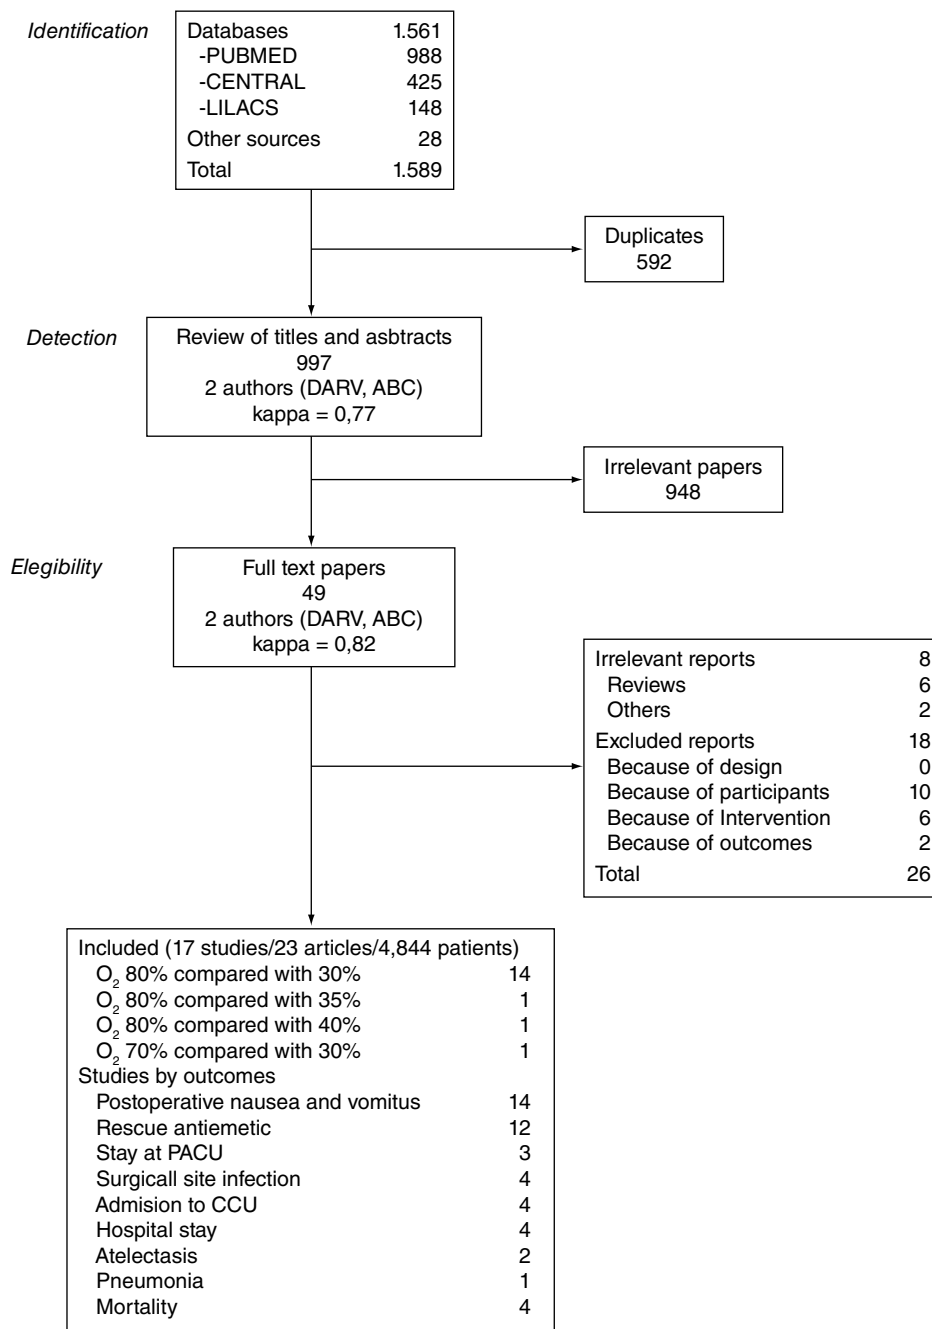 Identification
Databases 1.561
-PUBMED 988
-CENTRAL 425
-LILACS 148
Other sources 28
Total 1.589
Duplicates
592
Detection
Review of titles and asbtracts
997
2 authors (DARV, ABC)
kappa = 0,77
Irrelevant papers
948
Elegibility
Full text papers
49
2 authors (DARV, ABC)
kappa = 0,82
Irrelevant reports 8
Reviews 6
Others 2
Excluded reports 18
Because of design 0
Because of participants 10
Because of Intervention 6
Because of outcomes 2
Total 26
Included (17 studies/23 articles/4,844 patients)
O₂ 80% compared with 30% 14
O₂ 80% compared with 35% 1
O₂ 80% compared with 40% 1
O₂ 70% compared with 30% 1
Studies by outcomes
Postoperative nausea and vomitus 14
Rescue antiemetic 12
Stay at PACU 3
Surgicall site infection 4
Admision to CCU 4
Hospital stay 4
Atelectasis 2
Pneumonia 1
Mortality 4